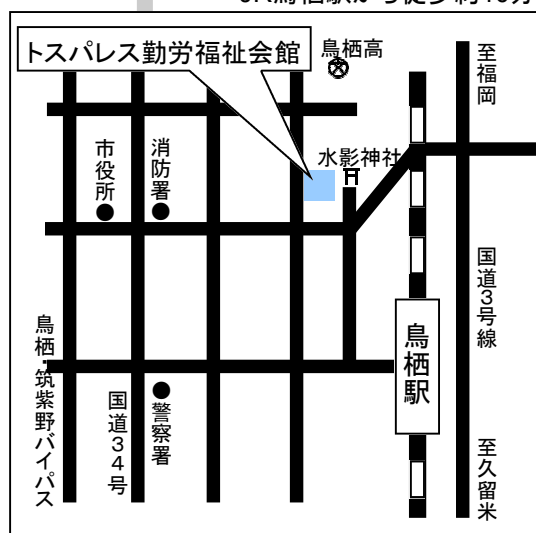 トスパレス勤労福祉会館
鳥栖高
至福岡
水影神社
市役所
消防署
国道3号線
鳥栖駅
鳥栖・筑紫野バイパス
国道34号
警察署
至久留米